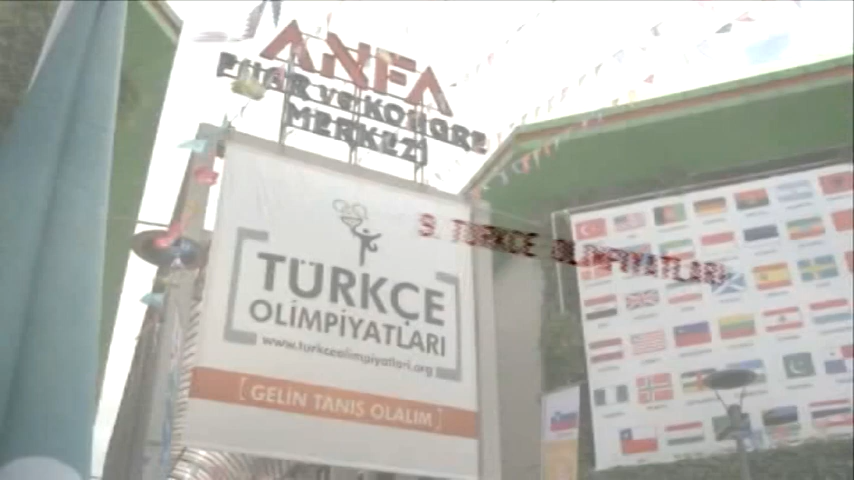 ANFA
FUAR VE KONGRE
MERKEZİ
9. TÜRKÇE OLİMPİYATLARI
TÜRKÇE
OLİMPİYATLARI
www.turkceolimpiyatlari.org
[GELİN TANIŞ OLALIM]